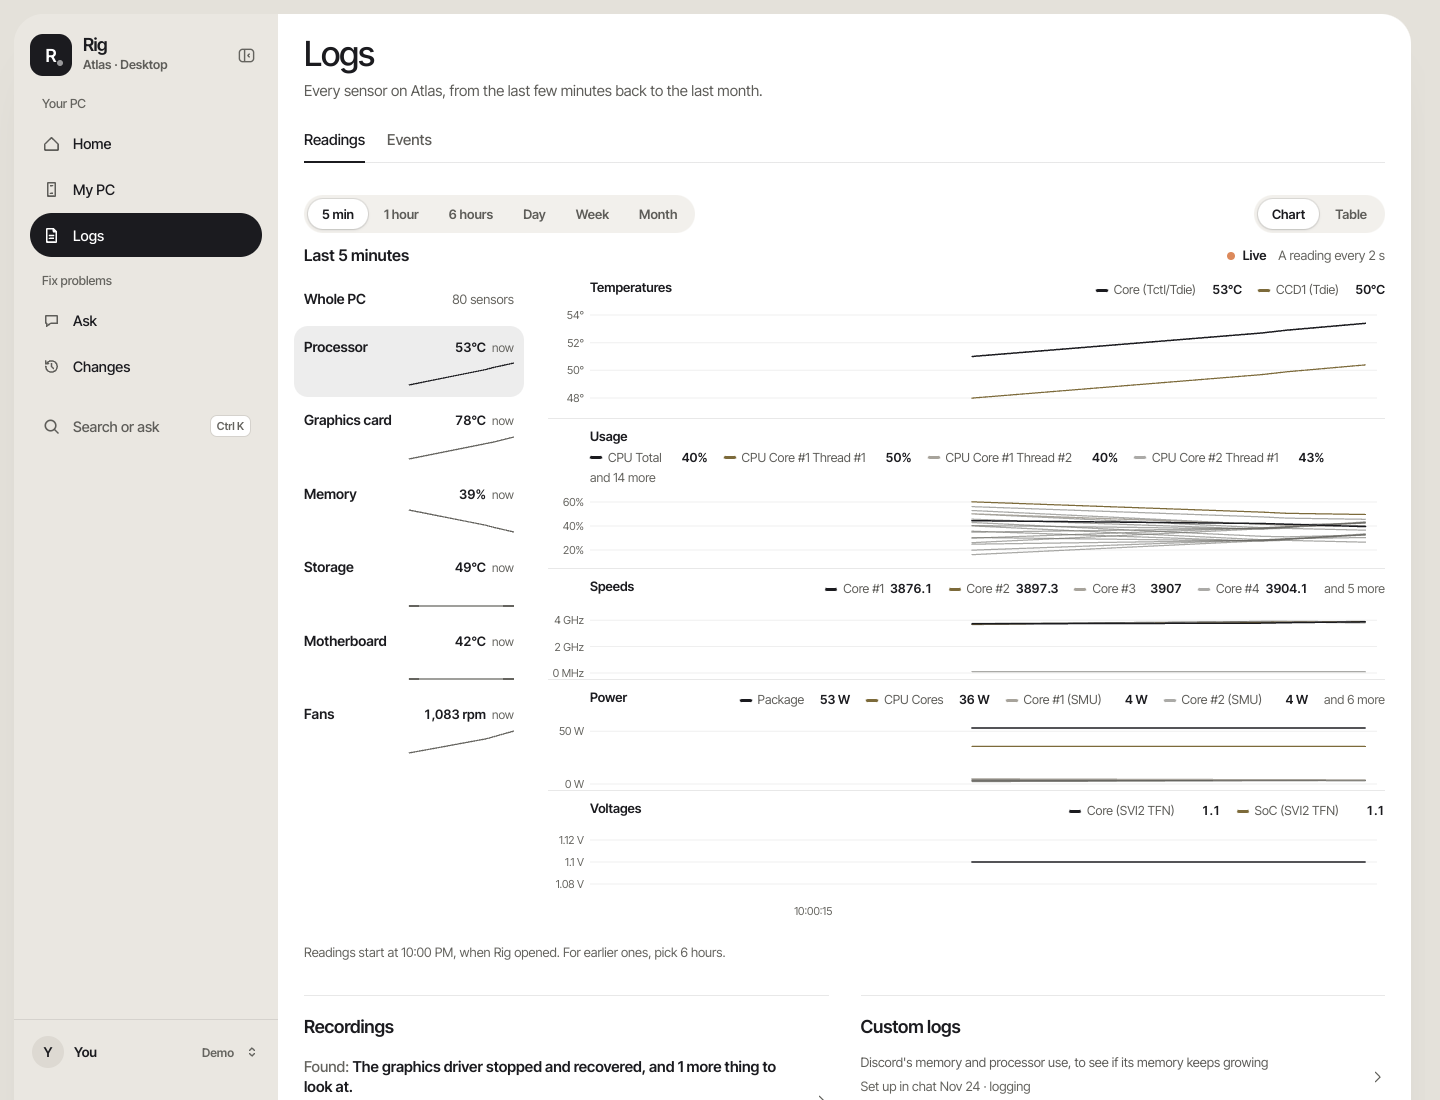 R.
Rig
Atlas · Desktop
Your PC
Home
My PC
Logs
Fix problems
Ask
Changes
Search or ask
Ctrl K
Y
You
Demo
Logs
Every sensor on Atlas, from the last few minutes back to the last month.
Readings
Events
5 min
1 hour
6 hours
Day
Week
Month
Chart
Table
Last 5 minutes
Live
A reading every 2 s
Whole PC
80 sensors
Processor
53°C now
Graphics card
78°C now
Memory
39% now
Storage
49°C now
Motherboard
42°C now
Fans
1,083 rpm now
Temperatures
Core (Tctl/Tdie) 53°C
CCD1 (Tdie) 50°C
54°
52°
50°
48°
Usage
CPU Total 40%
CPU Core #1 Thread #1 50%
CPU Core #1 Thread #2 40%
CPU Core #2 Thread #1 43%
and 14 more
60%
40%
20%
Speeds
Core #1 3876.1
Core #2 3897.3
Core #3 3907
Core #4 3904.1
and 5 more
4 GHz
2 GHz
0 MHz
Power
Package 53 W
CPU Cores 36 W
Core #1 (SMU) 4 W
Core #2 (SMU) 4 W
and 6 more
50 W
0 W
Voltages
Core (SVI2 TFN) 1.1
SoC (SVI2 TFN) 1.1
1.12 V
1.1 V
1.08 V
10:00:15
Readings start at 10:00 PM, when Rig opened. For earlier ones, pick 6 hours.
Recordings
Found: The graphics driver stopped and recovered, and 1 more thing to
look at.
Custom logs
Discord's memory and processor use, to see if its memory keeps growing
Set up in chat Nov 24 · logging